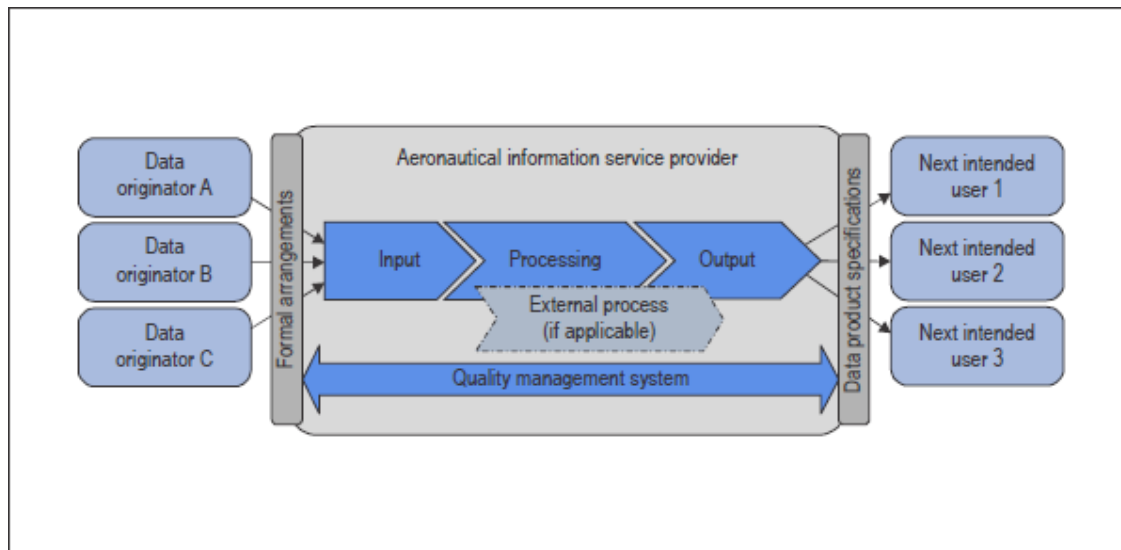 Data
originator A
Data
originator B
Data
originator C
Formal arrangements
Aeronautical information service provider
Input
Processing
Output
External process
(if applicable)
Quality management system
Data product specifications
Next intended
user 1
Next intended
user 2
Next intended
user 3